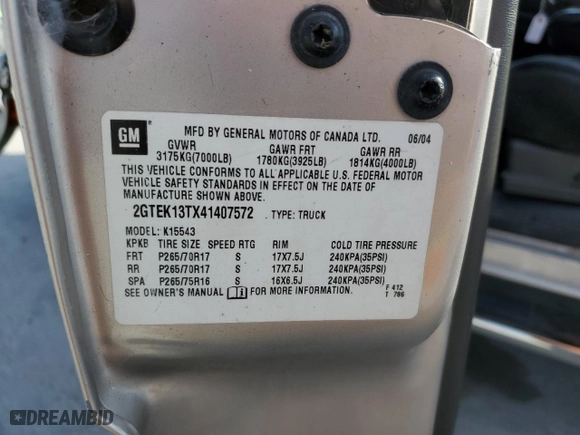 GM
MFD BY GENERAL MOTORS OF CANADA LTD. 06/04
GVWR GAWR FRT GAWR RR
3175KG(7000LB) 1780KG(3925LB) 1814KG(4000LB)
THIS VEHICLE CONFORMS TO ALL APPLICABLE U.S. FEDERAL MOTOR
VEHICLE SAFETY STANDARDS IN EFFECT ON THE DATE OF
MANUFACTURE SHOWN ABOVE.
2GTEK13TX41407572 TYPE: TRUCK
MODEL: K15543
KPKB TIRE SIZE SPEED RTG RIM COLD TIRE PRESSURE
FRT P265/70R17 S 17X7.5J 240KPA(35PSI)
RR P265/70R17 S 17X7.5J 240KPA(35PSI)
SPA P265/75R16 S 16X6.5J 240KPA(35PSI)
SEE OWNER'S MANUAL FOR MORE INFORMATION.
F 412
T 786
DREAMBID